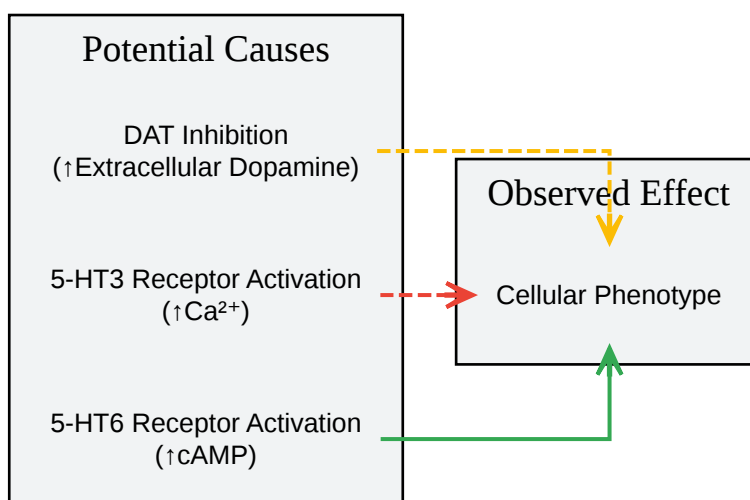 Potential Causes
DAT Inhibition
(↑Extracellular Dopamine)
5-HT3 Receptor Activation
(↑Ca²⁺)
5-HT6 Receptor Activation
(↑cAMP)
Observed Effect
Cellular Phenotype